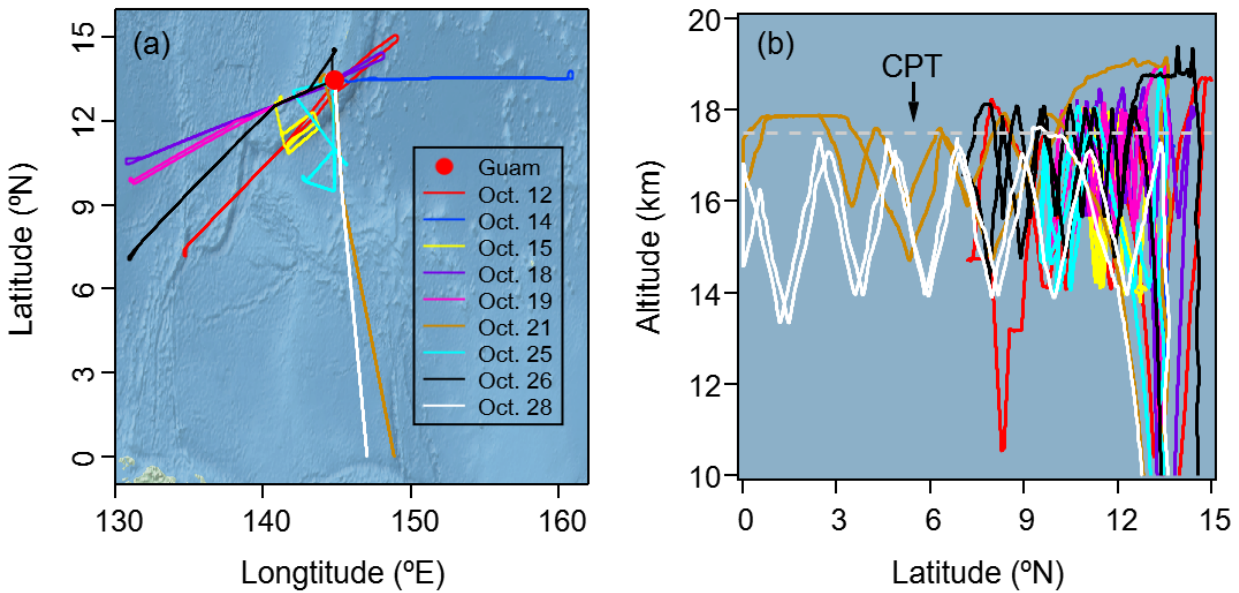 (a)
15
12
9
6
3
0
Latitude (ºN)
130
140
150
160
Longtitude (ºE)
Guam
Oct. 12
Oct. 14
Oct. 15
Oct. 18
Oct. 19
Oct. 21
Oct. 25
Oct. 26
Oct. 28
(b)
CPT
20
18
16
14
12
10
Altitude (km)
0
3
6
9
12
15
Latitude (ºN)